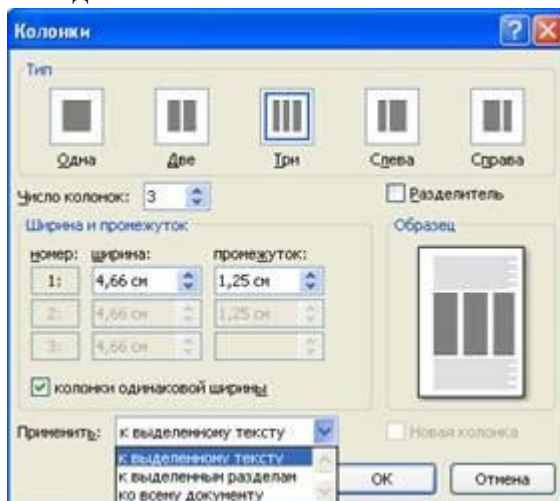 Колонки
Тип
Одна Две Три Слева Справа
Число колонок: 3 Разделитель
Ширина и промежуток Образец
номер: ширина: промежуток:
1: 4,66 см 1,25 см
2: 4,66 см 1,25 см
3: 4,66 см
колонки одинаковой ширины
Применить: к выделенному тексту Новая колонка
к выделенному тексту
к выделенным разделам
ко всему документу
ОК Отмена